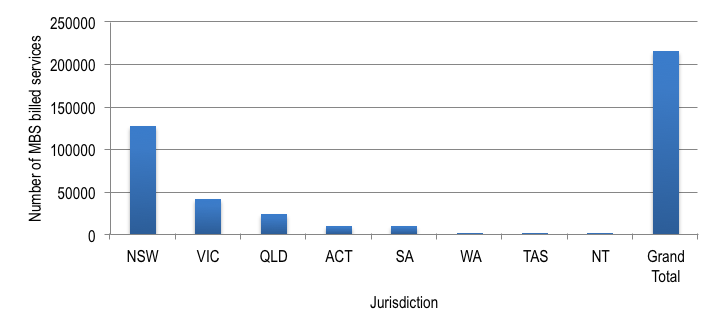 Number of MBS billed services
250000
200000
150000
100000
50000
0
NSW VIC QLD ACT SA WA TAS NT Grand
Total
Jurisdiction